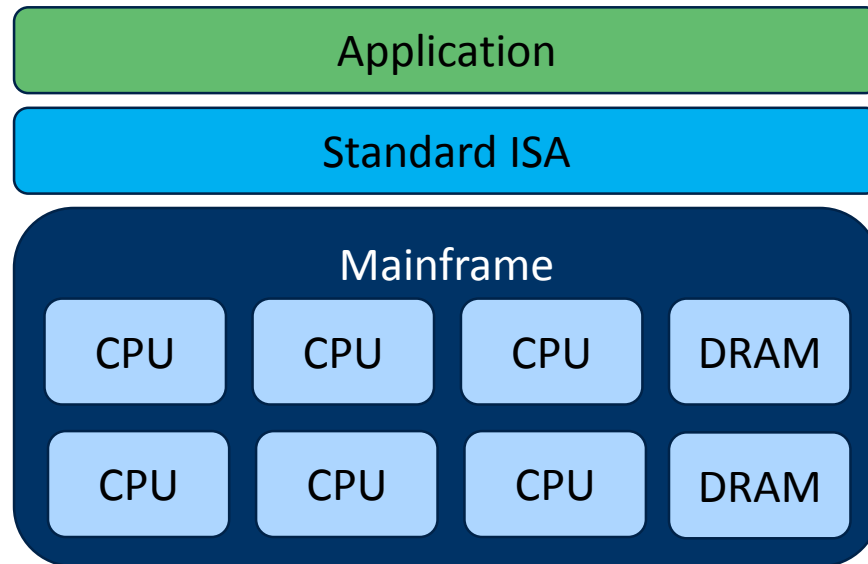 Application
Standard ISA
Mainframe
CPU CPU CPU DRAM
CPU CPU CPU DRAM